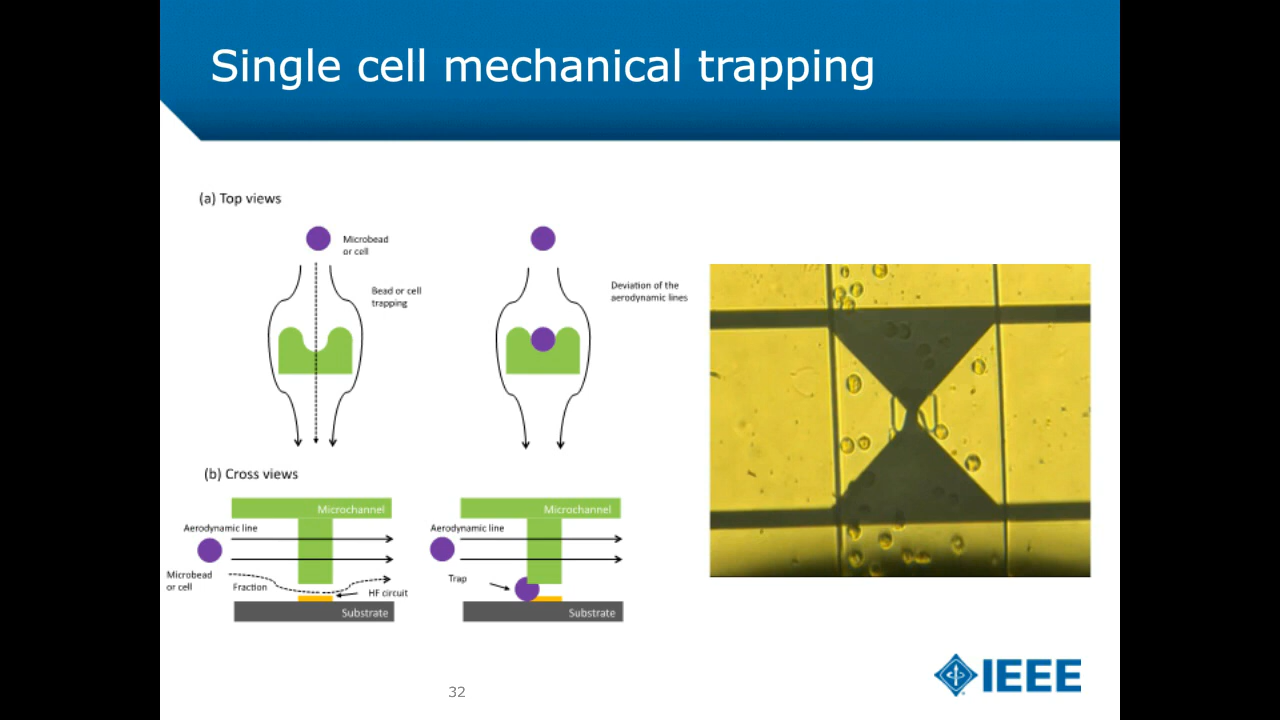 Single cell mechanical trapping
(a) Top views
Microbead
or cell
Bead or cell
trapping
Deviation of the
aerodynamic lines
(b) Cross views
Microchannel
Aerodynamic line
Microbead
or cell
Fraction
HF circuit
Substrate
Microchannel
Aerodynamic line
Trap
Substrate
32
IEEE